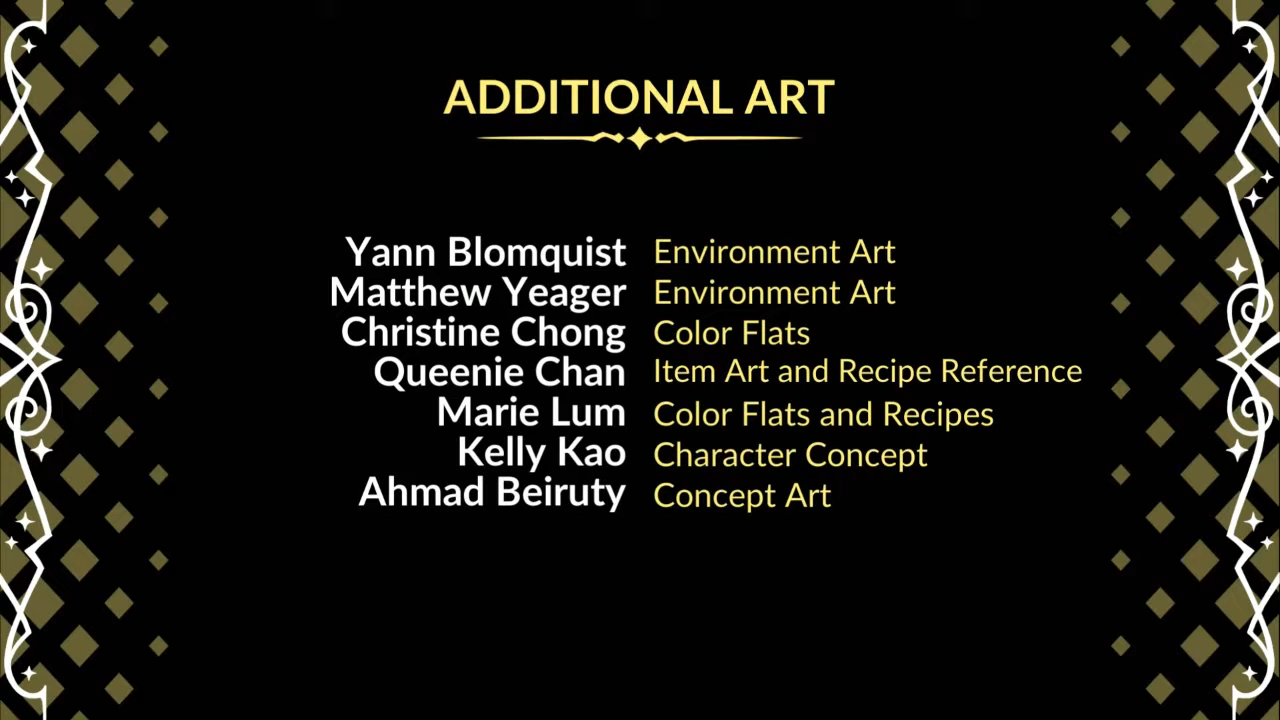 ADDITIONAL ART
Yann Blomquist Environment Art
Matthew Yeager Environment Art
Christine Chong Color Flats
Queenie Chan Item Art and Recipe Reference
Marie Lum Color Flats and Recipes
Kelly Kao Character Concept
Ahmad Beiruty Concept Art